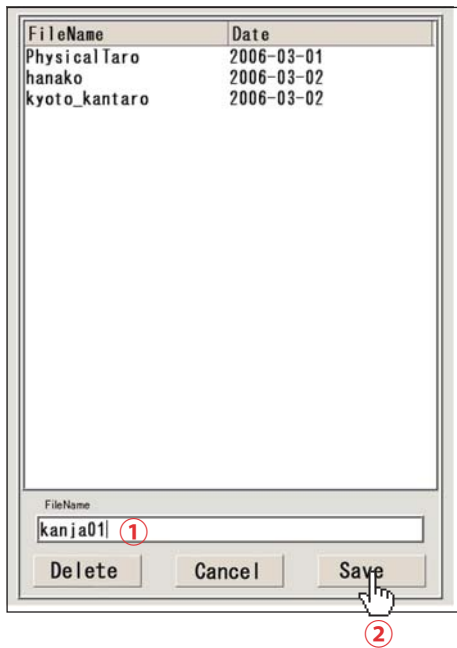 FileName Date
PhysicalTaro 2006-03-01
hanako 2006-03-02
kyoto_kantaro 2006-03-02
FileName
kanja01 ①
Delete Cancel Save
②